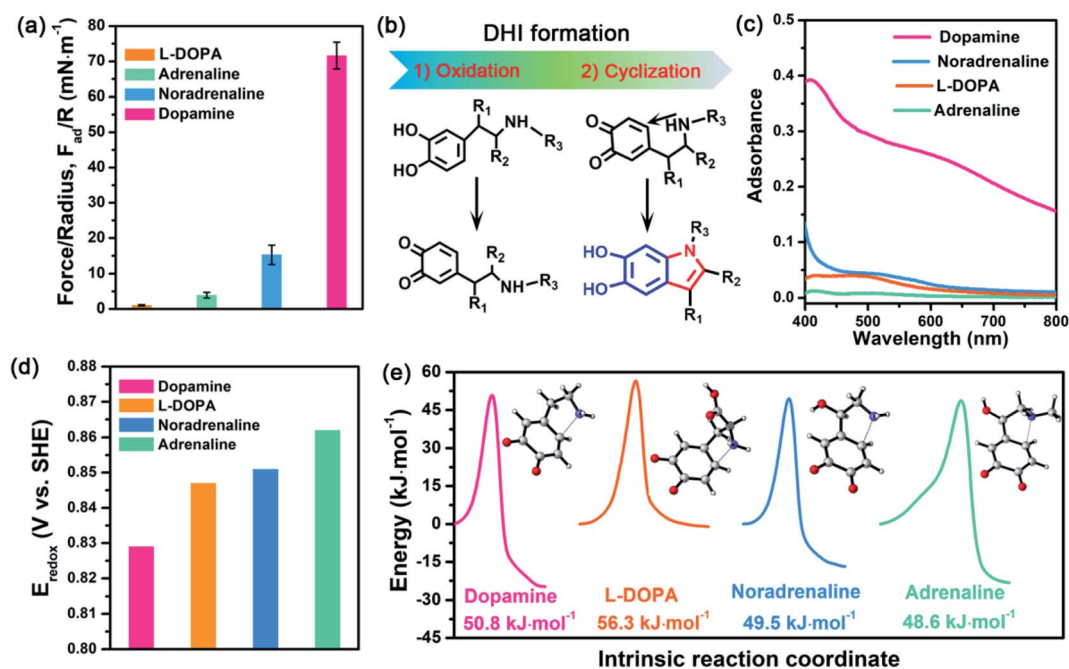 (a)
Force/Radius, F_ad/R (mN·m⁻¹)
80
70
60
50
40
30
20
10
0
L-DOPA
Adrenaline
Noradrenaline
Dopamine
(b)
DHI formation
1) Oxidation
2) Cyclization
HO
HO
R₁
NH
R₃
R₂
O
O
R₂
NH
R₃
R₁
O
O
HN
R₃
R₂
R₁
HO
HO
R₃
N
R₂
R₁
(c)
Adsorbance
0.5
0.4
0.3
0.2
0.1
0.0
Dopamine
Noradrenaline
L-DOPA
Adrenaline
400 500 600 700 800
Wavelength (nm)
(d)
E_redox (V vs. SHE)
0.88
0.87
0.86
0.85
0.84
0.83
0.82
0.81
0.80
Dopamine
L-DOPA
Noradrenaline
Adrenaline
(e)
Energy (kJ·mol⁻¹)
60
45
30
15
0
-15
-30
-45
Dopamine
50.8 kJ·mol⁻¹
L-DOPA
56.3 kJ·mol⁻¹
Noradrenaline
49.5 kJ·mol⁻¹
Adrenaline
48.6 kJ·mol⁻¹
Intrinsic reaction coordinate